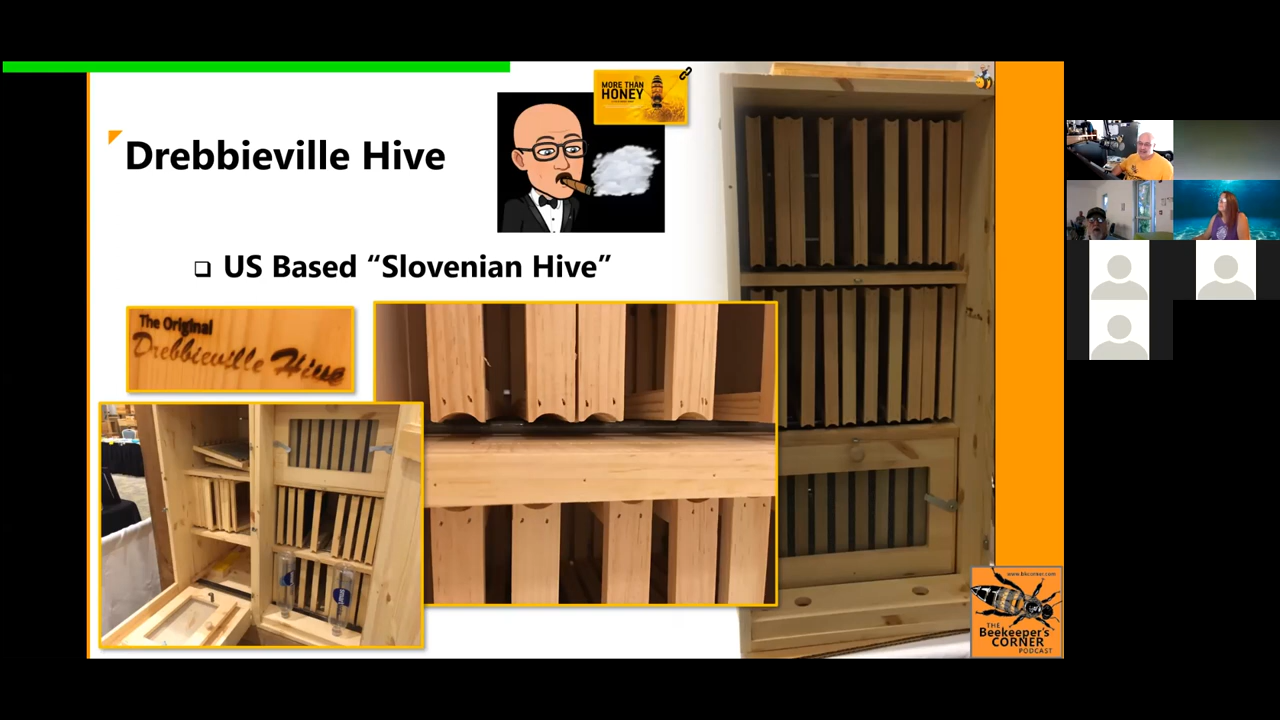 MORE THAN
HONEY
Drebbieville Hive
US Based “Slovenian Hive”
The Original
Drebbieville Hive
www.bkcorner.com
THE
Beekeeper's
CORNER
PODCAST